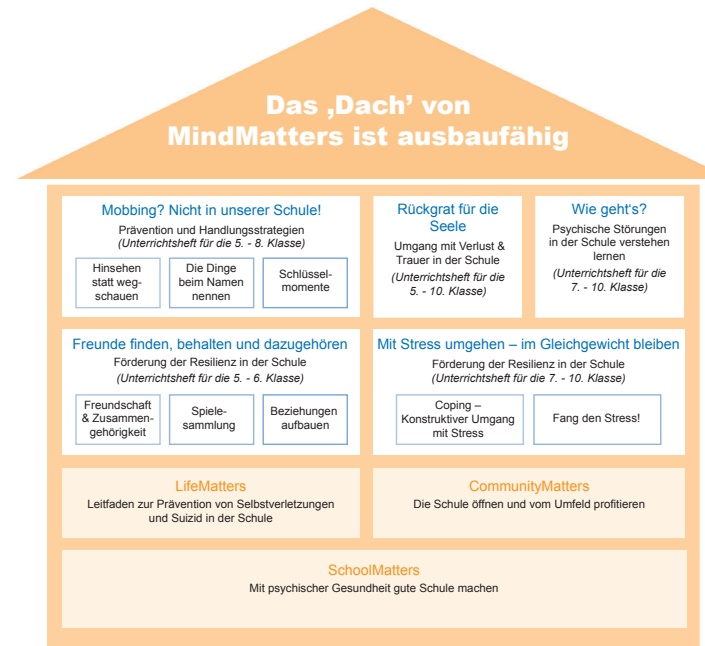 Das ‚Dach’ von
MindMatters ist ausbaufähig
Mobbing? Nicht in unserer Schule!
Prävention und Handlungsstrategien
(Unterrichtsheft für die 5. - 8. Klasse)
Hinsehen
statt weg-
schauen
Die Dinge
beim Namen
nennen
Schlüssel-
momente
Rückgrat für die
Seele
Umgang mit Verlust &
Trauer in der Schule
(Unterrichtsheft für die
5. - 10. Klasse)
Wie geht's?
Psychische Störungen
in der Schule verstehen
lernen
(Unterrichtsheft für die
7. - 10. Klasse)
Freunde finden, behalten und dazugehören
Förderung der Resilienz in der Schule
(Unterrichtsheft für die 5. - 6. Klasse)
Freundschaft
& Zusammen-
gehörigkeit
Spiele-
sammlung
Beziehungen
aufbauen
Mit Stress umgehen – im Gleichgewicht bleiben
Förderung der Resilienz in der Schule
(Unterrichtsheft für die 7. - 10. Klasse)
Coping –
Konstruktiver Umgang
mit Stress
Fang den Stress!
LifeMatters
Leitfaden zur Prävention von Selbstverletzungen
und Suizid in der Schule
CommunityMatters
Die Schule öffnen und vom Umfeld profitieren
SchoolMatters
Mit psychischer Gesundheit gute Schule machen